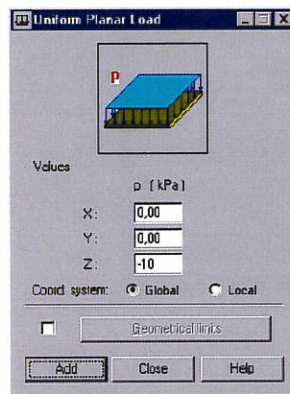 Uniform Planar Load
P
Values
p (kPa)
X: 0,00
Y: 0,00
Z: -10
Coord system: Global Local
Geometrical limits
Add Close Help